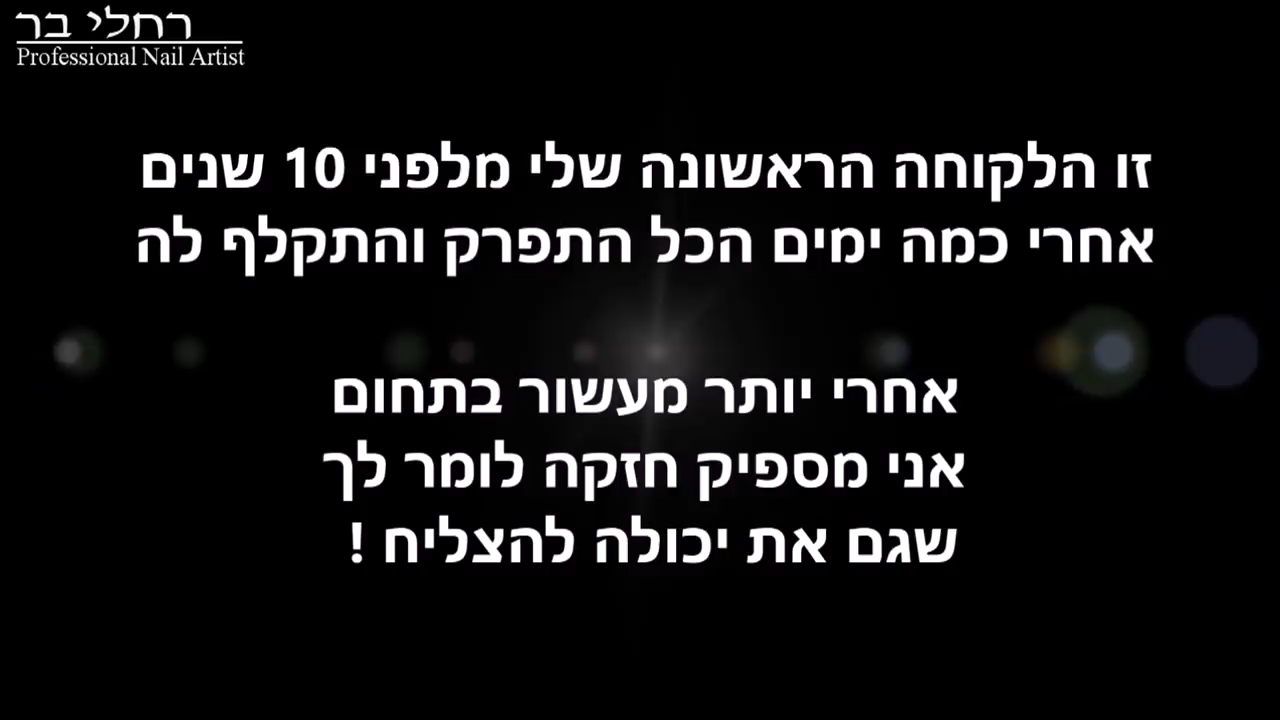 רחלי בר
Professional Nail Artist
זו הלקוחה הראשונה שלי מלפני 10 שנים
אחרי כמה ימים הכל התפרק והתקלף לה
אחרי יותר מעשור בתחום
אני מספיק חזקה לומר לך
שגם את יכולה להצליח !